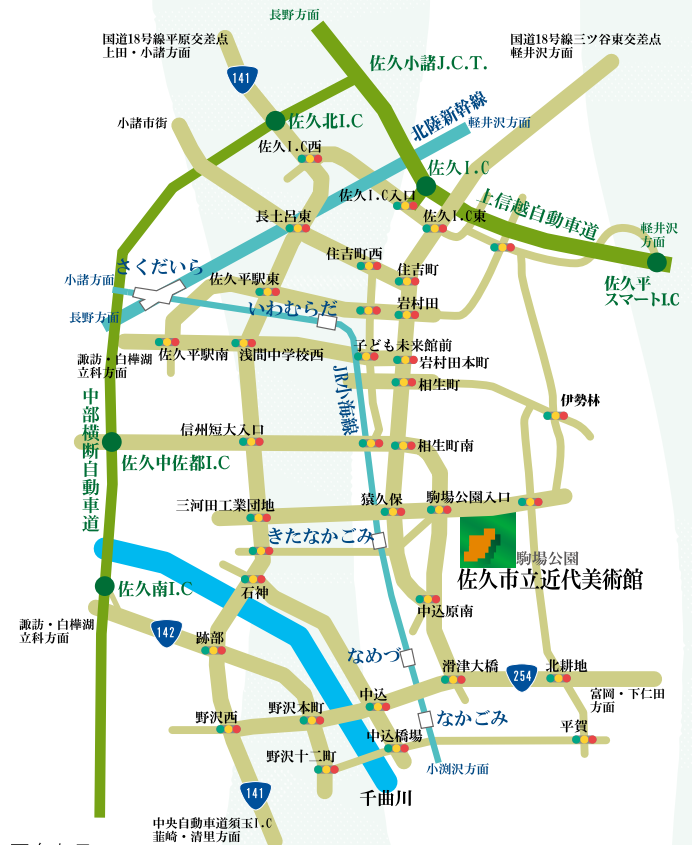 長野方面
国道18号線平原交差点
上田・小諸方面
国道18号線三ツ谷東交差点
軽井沢方面
佐久小諸J.C.T.
141
小諸市街
佐久北I.C
北陸新幹線
軽井沢方面
佐久I.C西
佐久I.C
佐久I.C入口
上信越自動車道
長土呂東
佐久I.C東
軽井沢
方面
住吉町西
さくだいら
小諸方面
佐久平駅東
住吉町
佐久平
スマートI.C
いわむらだ
岩村田
長野方面
諏訪・白樺湖
立科方面
佐久平駅南
浅間中学校西
子ども未来館前
岩村田本町
JR小海線
相生町
中部横断自動車道
伊勢林
信州短大入口
佐久中佐都I.C
相生町南
三河田工業団地
猿久保
駒場公園入口
きたなかごみ
駒場公園
佐久市立近代美術館
佐久南I.C
石神
中込原南
諏訪・白樺湖
立科方面
142
跡部
なめづ
滑津大橋
254
北耕地
富岡・下仁田
方面
中込
野沢本町
野沢西
なかごみ
平賀
中込橋場
野沢十二町
小渕沢方面
141
千曲川
中央自動車道須玉I.C
韮崎・清里方面